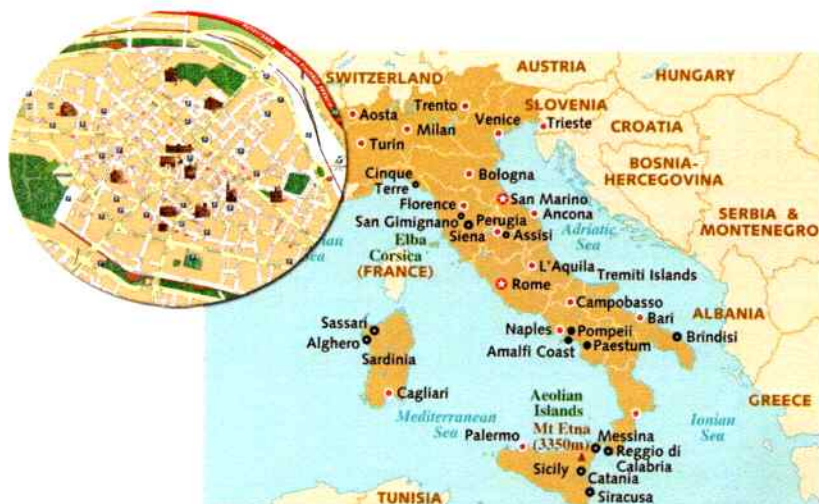 SWITZERLAND
AUSTRIA
HUNGARY
SLOVENIA
CROATIA
BOSNIA-
HERCEGOVINA
SERBIA &
MONTENEGRO
ALBANIA
GREECE
TUNISIA
Aosta
Trento
Venice
Trieste
Turin
Milan
Cinque
Terre
Bologna
Florence
San Marino
San Gimignano
Perugia
Ancona
Siena
Assisi
Adriatic
Sea
Elba
Corsica
(FRANCE)
Sea
L'Aquila
Tremiti Islands
Rome
Campobasso
Bari
Sassari
Alghero
Naples
Pompeii
Brindisi
Amalfi Coast
Paestum
Sardinia
Cagliari
Mediterranean
Sea
Aeolian
Islands
Ionian
Sea
Mt Etna
(3350m)
Palermo
Messina
Reggio di
Calabria
Sicily
Catania
Siracusa